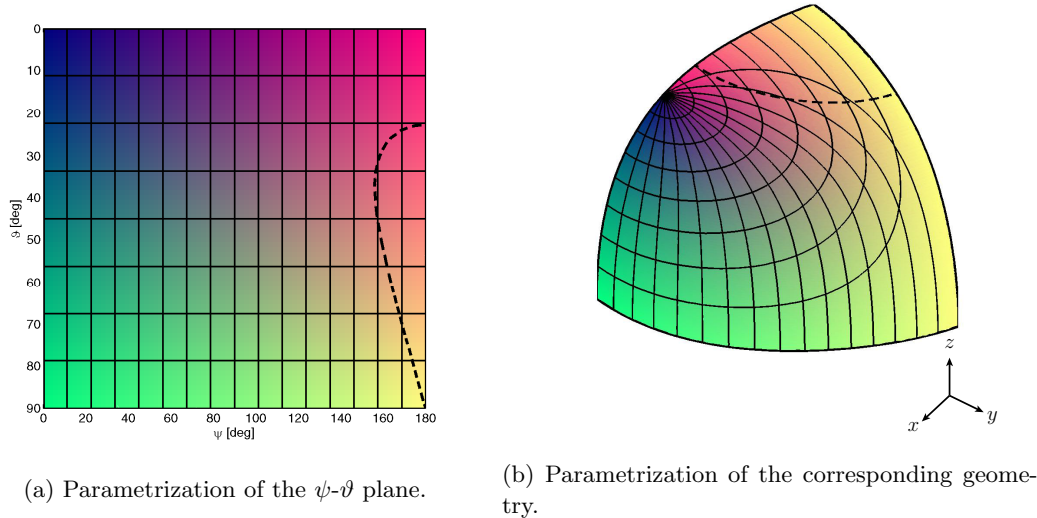 0
10
20
30
40
50
60
70
80
90
ϑ [deg]
0 20 40 60 80 100 120 140 160 180
ψ [deg]
z
y
x
(a) Parametrization of the ψ-ϑ plane.
(b) Parametrization of the corresponding geome-
try.